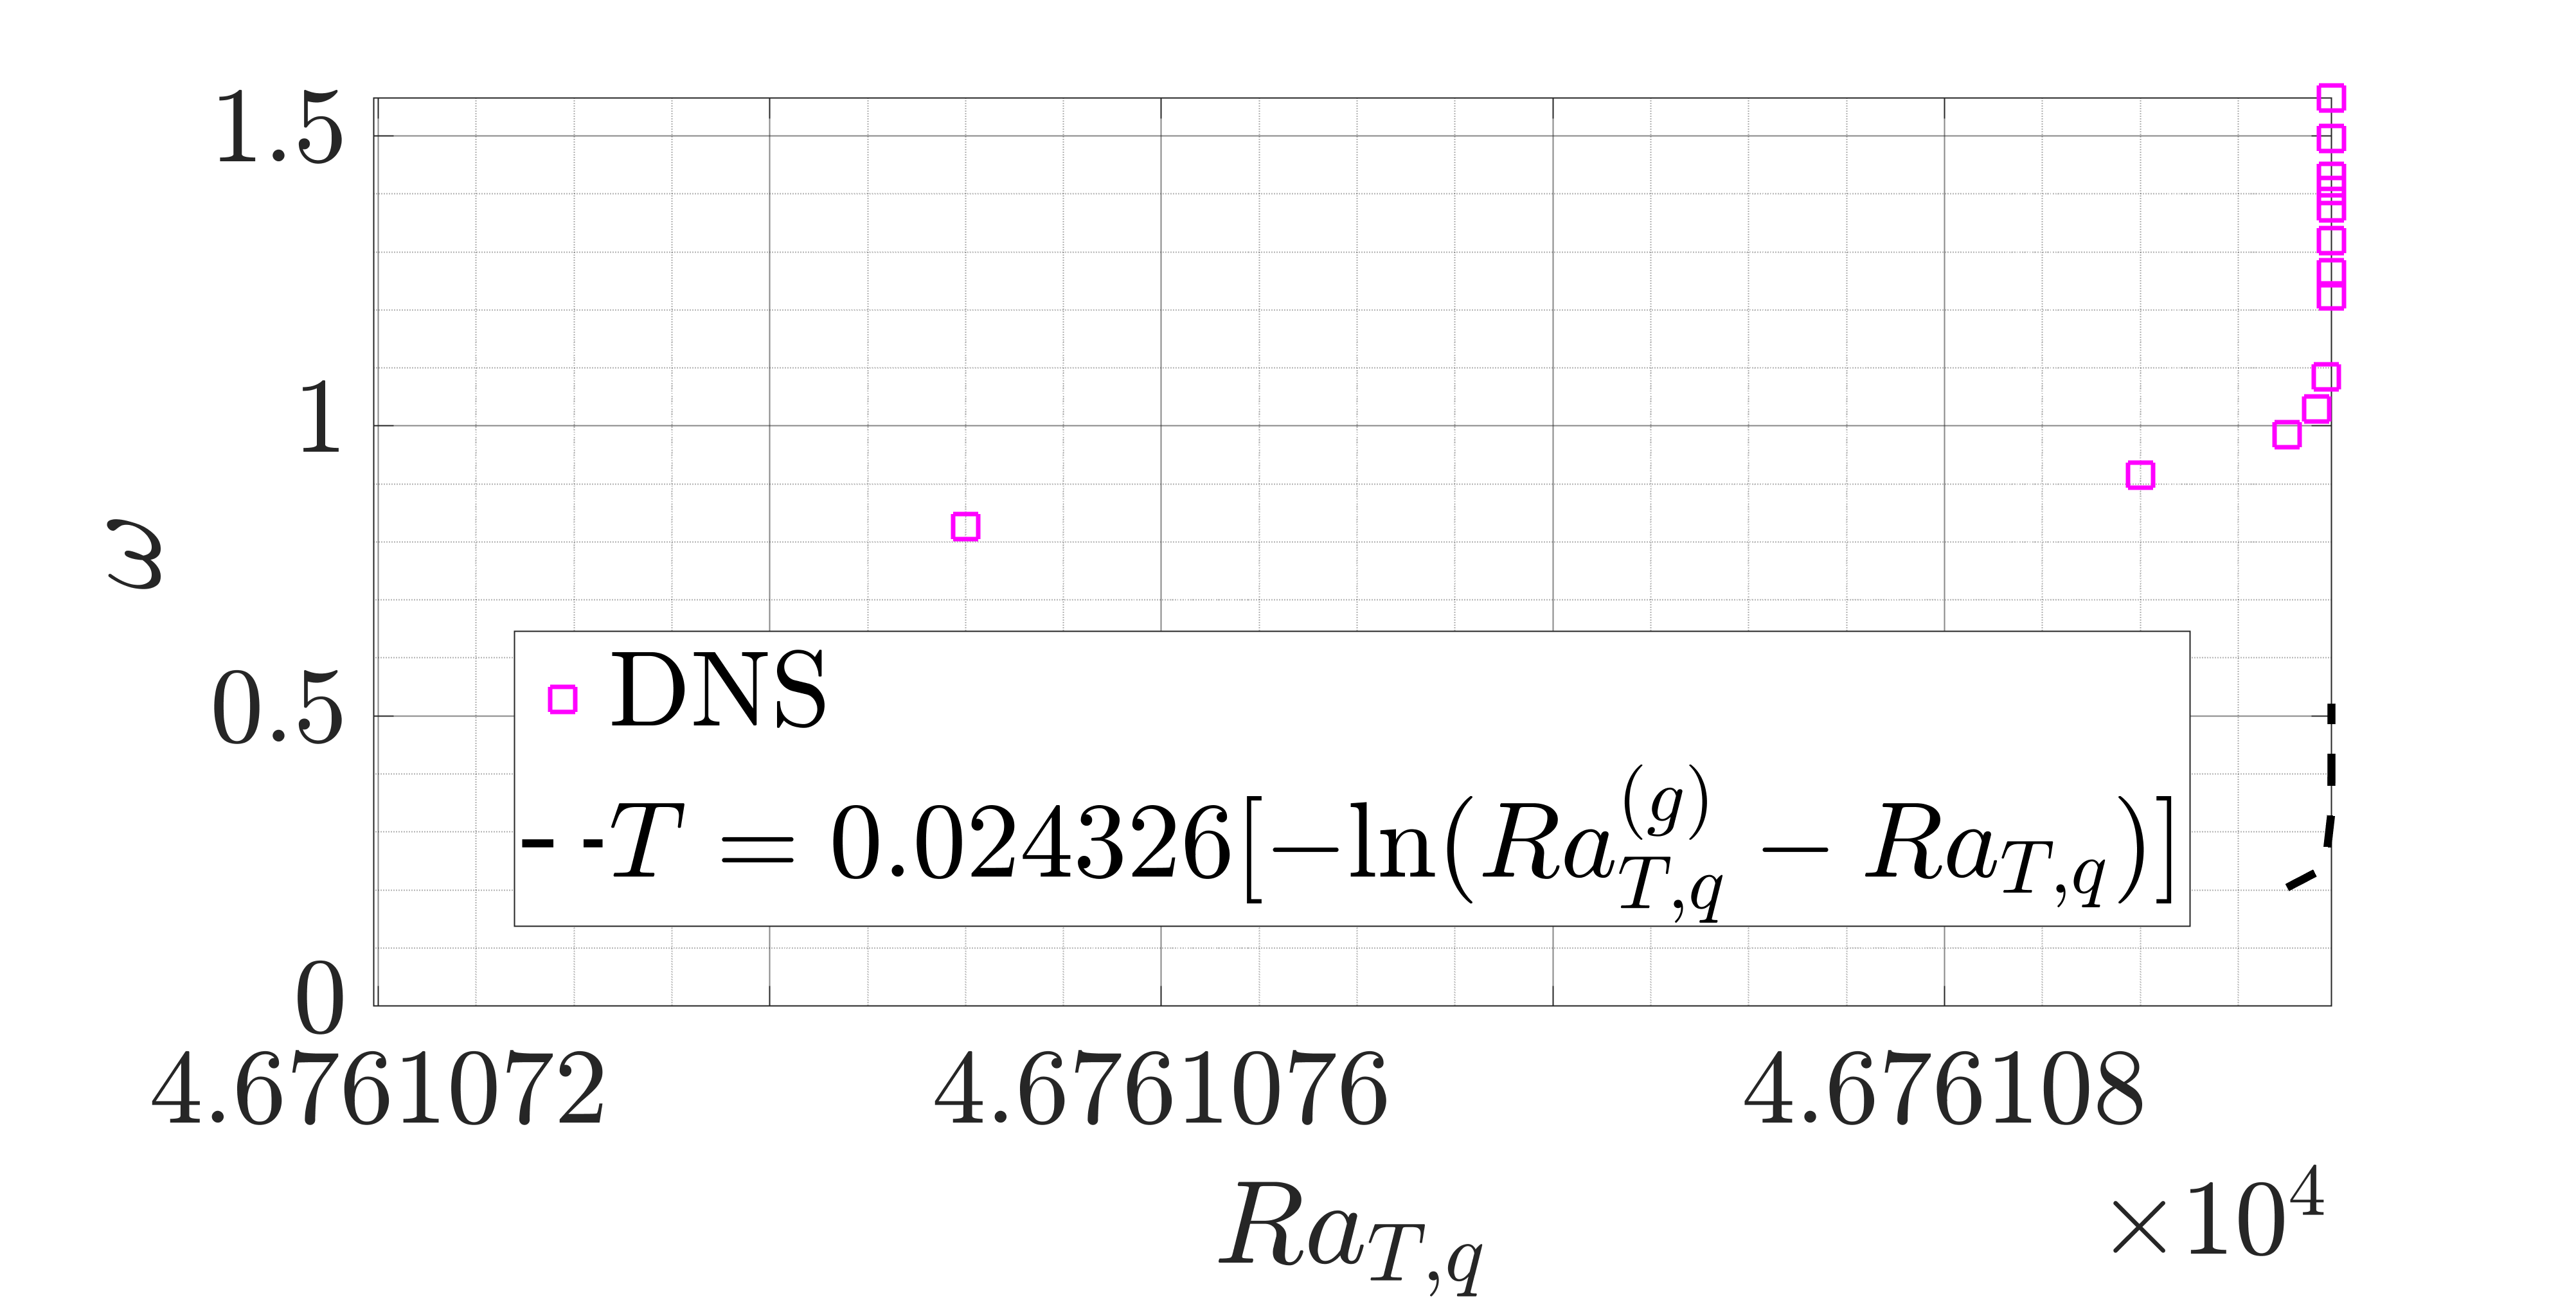 1.5
1
0.5
0
ω
DNS
T = 0.024326[−ln(Ra_{T,q}^{(g)} − Ra_{T,q})]
4.6761072
4.6761076
4.676108
×10^4
Ra_{T,q}